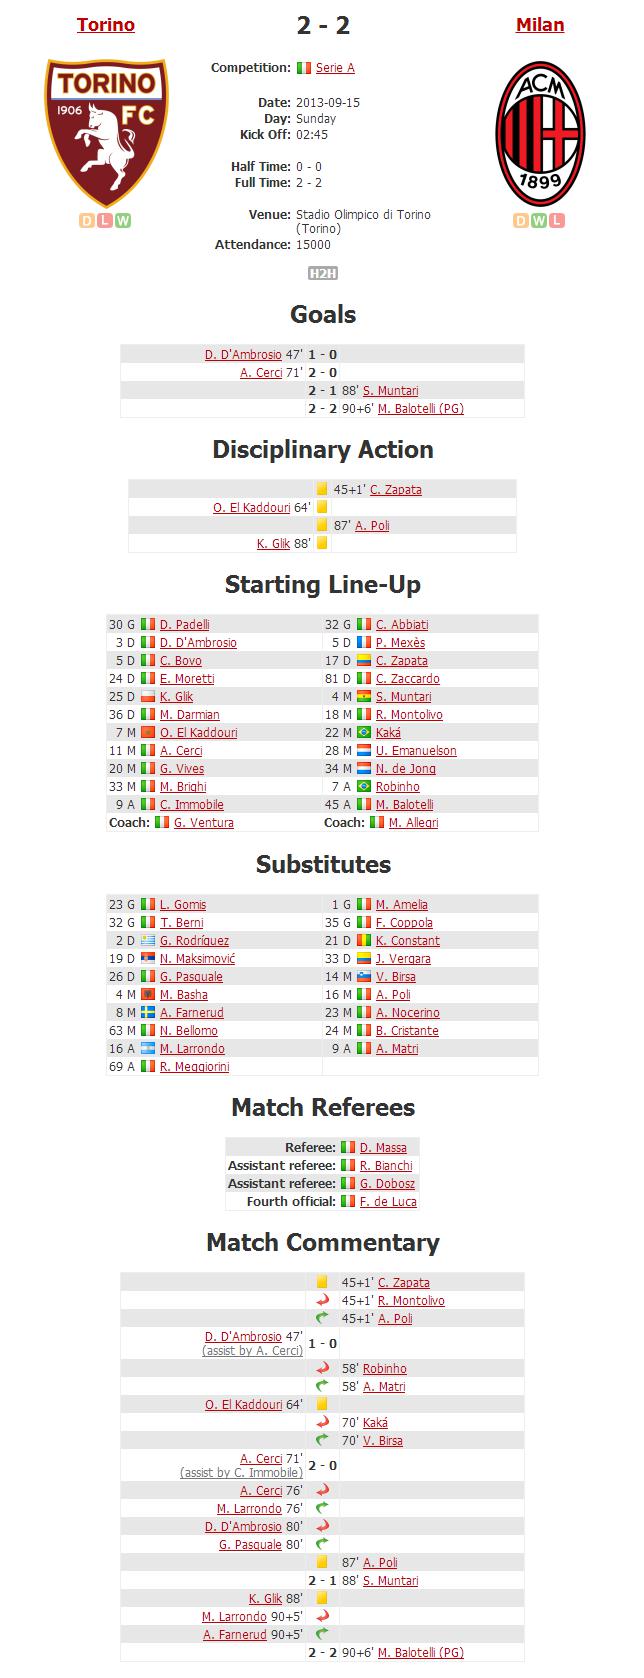 Torino 2 - 2 Milan
TORINO
1906 FC
ACM
1899
Competition: Serie A
Date: 2013-09-15
Day: Sunday
Kick Off: 02:45
Half Time: 0 - 0
Full Time: 2 - 2
Venue: Stadio Olimpico di Torino
(Torino)
Attendance: 15000
D L W
D W L
H2H
Goals
D. D'Ambrosio 47' 1 - 0
A. Cerci 71' 2 - 0
2 - 1 88' S. Muntari
2 - 2 90+6' M. Balotelli (PG)
Disciplinary Action
45+1' C. Zapata
O. El Kaddouri 64'
87' A. Poli
K. Glik 88'
Starting Line-Up
30 G D. Padelli 32 G C. Abbiati
3 D D. D'Ambrosio 5 D P. Mexès
5 D C. Bovo 17 D C. Zapata
24 D E. Moretti 81 D C. Zaccardo
25 D K. Glik 4 M S. Muntari
36 D M. Darmian 18 M R. Montolivo
7 M O. El Kaddouri 22 M Kaká
11 M A. Cerci 28 M U. Emanuelson
20 M G. Vives 34 M N. de Jong
33 M M. Brighi 7 A Robinho
9 A C. Immobile 45 A M. Balotelli
Coach: G. Ventura Coach: M. Allegri
Substitutes
23 G L. Gomis 1 G M. Amelia
32 G T. Berni 35 G F. Coppola
2 D G. Rodríguez 21 D K. Constant
19 D N. Maksimović 33 D J. Vergara
26 D G. Pasquale 14 M V. Birsa
4 M M. Basha 16 M A. Poli
8 M A. Farnerud 23 M A. Nocerino
63 M N. Bellomo 24 M B. Cristante
16 A M. Larrondo 9 A A. Matri
69 A R. Meggiorini
Match Referees
Referee: D. Massa
Assistant referee: R. Bianchi
Assistant referee: G. Dobosz
Fourth official: F. de Luca
Match Commentary
45+1' C. Zapata
45+1' R. Montolivo
45+1' A. Poli
D. D'Ambrosio 47' 1 - 0
(assist by A. Cerci)
58' Robinho
58' A. Matri
O. El Kaddouri 64'
70' Kaká
70' V. Birsa
A. Cerci 71' 2 - 0
(assist by C. Immobile)
A. Cerci 76'
M. Larrondo 76'
D. D'Ambrosio 80'
G. Pasquale 80'
87' A. Poli
2 - 1 88' S. Muntari
K. Glik 88'
M. Larrondo 90+5'
A. Farnerud 90+5'
2 - 2 90+6' M. Balotelli (PG)